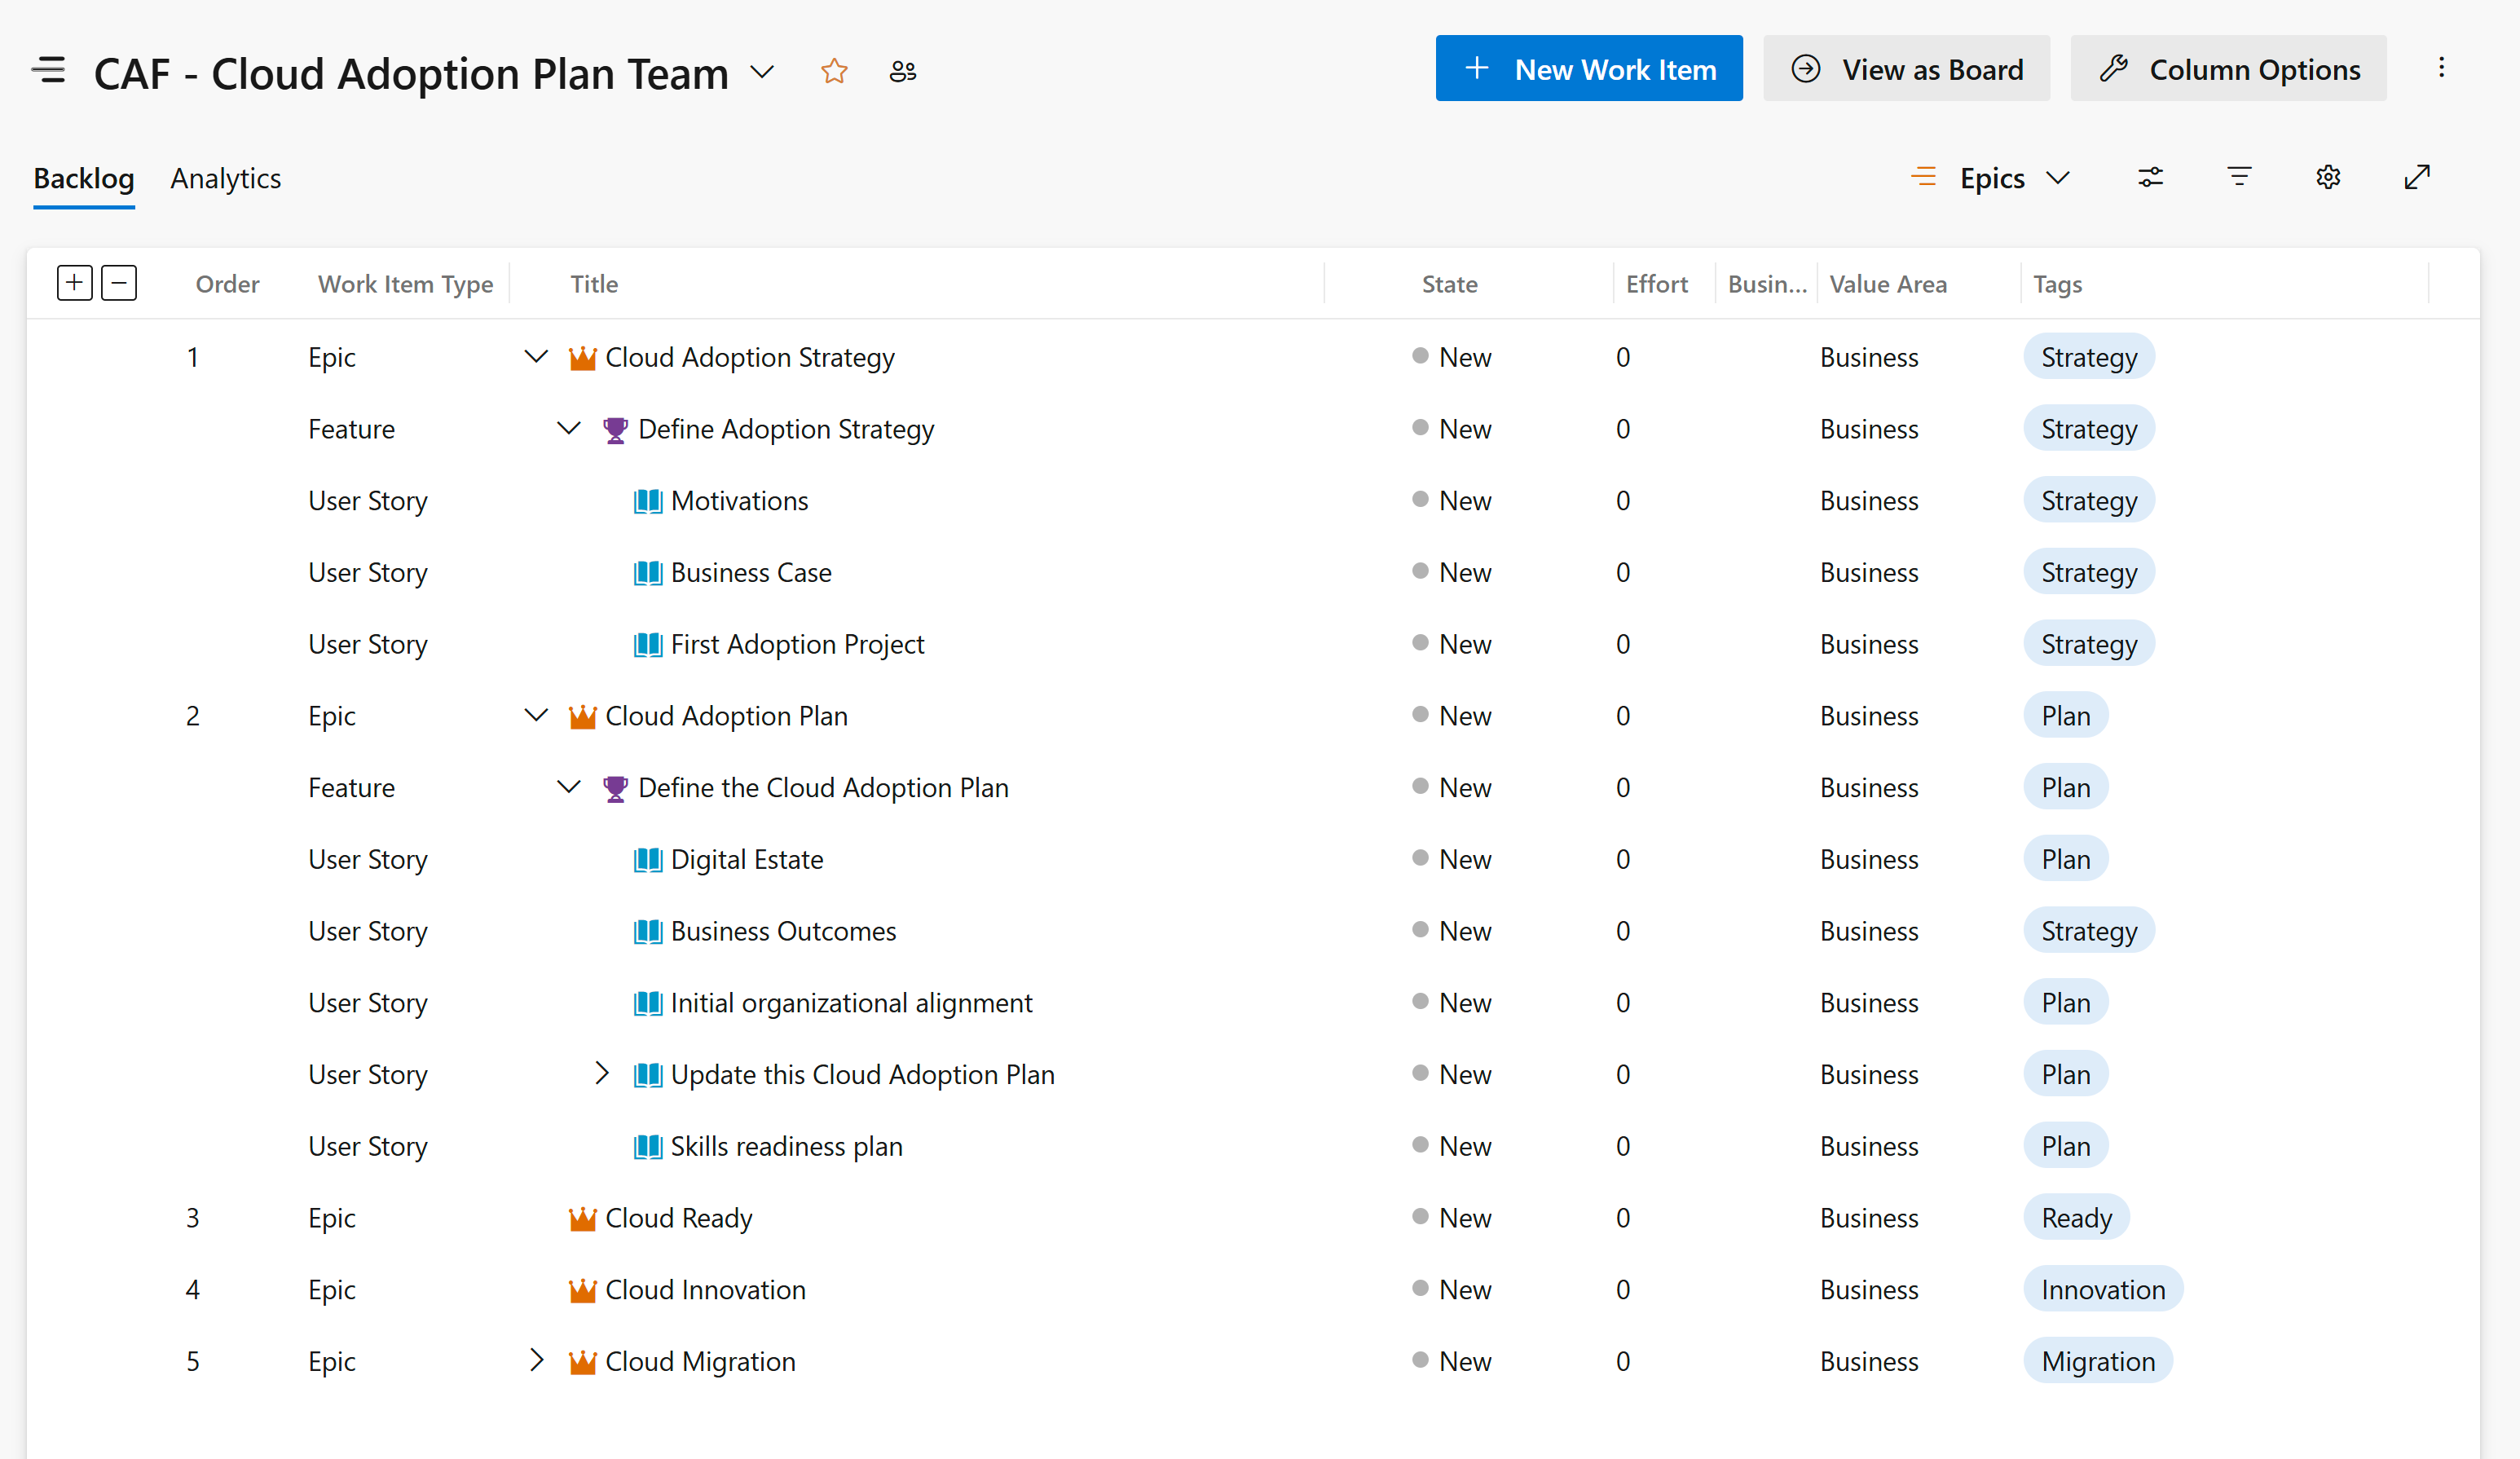 CAF - Cloud Adoption Plan Team
New Work Item View as Board Column Options
Backlog Analytics
Epics
Order Work Item Type Title State Effort Busin... Value Area Tags
1 Epic Cloud Adoption Strategy New 0 Business Strategy
Feature Define Adoption Strategy New 0 Business Strategy
User Story Motivations New 0 Business Strategy
User Story Business Case New 0 Business Strategy
User Story First Adoption Project New 0 Business Strategy
2 Epic Cloud Adoption Plan New 0 Business Plan
Feature Define the Cloud Adoption Plan New 0 Business Plan
User Story Digital Estate New 0 Business Plan
User Story Business Outcomes New 0 Business Strategy
User Story Initial organizational alignment New 0 Business Plan
User Story Update this Cloud Adoption Plan New 0 Business Plan
User Story Skills readiness plan New 0 Business Plan
3 Epic Cloud Ready New 0 Business Ready
4 Epic Cloud Innovation New 0 Business Innovation
5 Epic Cloud Migration New 0 Business Migration